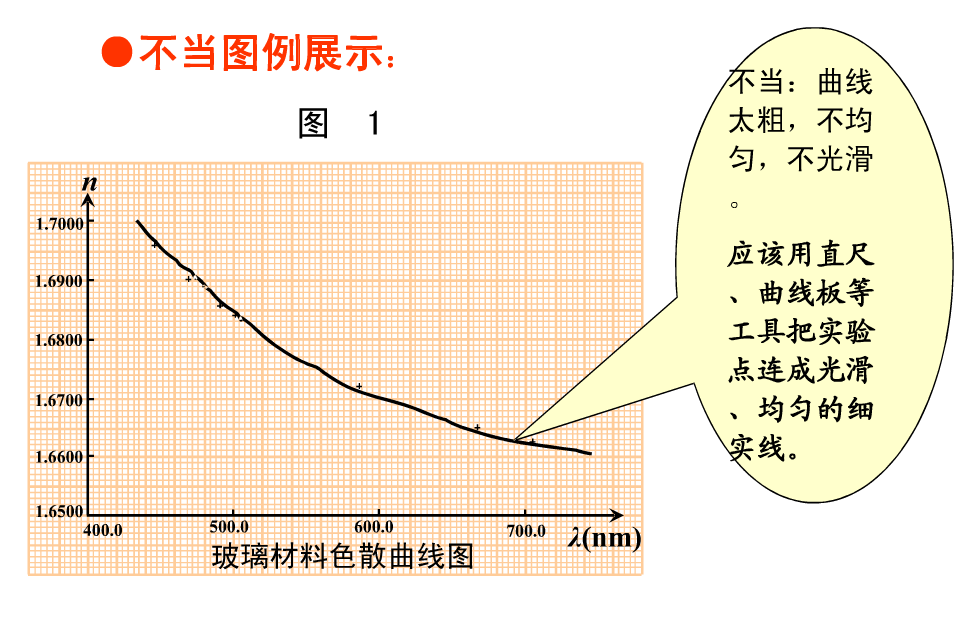 ●不当图例展示：
图 1
n
1.7000
1.6900
1.6800
1.6700
1.6600
1.6500
400.0
500.0
600.0
700.0
λ(nm)
玻璃材料色散曲线图
不当：曲线
太粗，不均
匀，不光滑
。
应该用直尺
、曲线板等
工具把实验
点连成光滑
、均匀的细
实线。